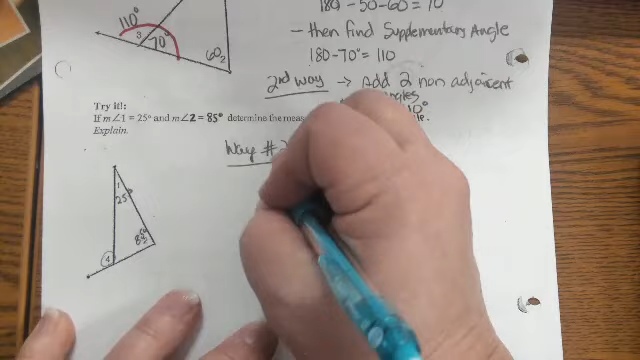 180 - 50 - 60 = 70
- then find Supplementary Angle
180 - 70° = 110
110°
3
70°
60
2
2nd way → Add 2 non adjacent
angles
Try it!:
If m∠1 = 25° and m∠2 = 85° determine the meas
Explain.
Way #
1
25°
85°
2
4